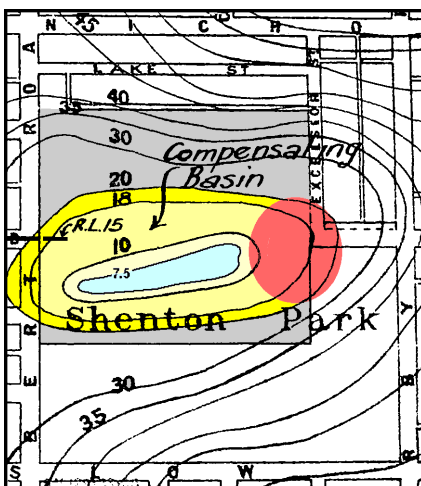 N I C H O
LAKE ST
EXCELSIOR ST
40
35
30
Compensating
Basin
20
18
R.L.15
10
7.5
Shenton Park
30
35
B E R T
R O A
S L O W